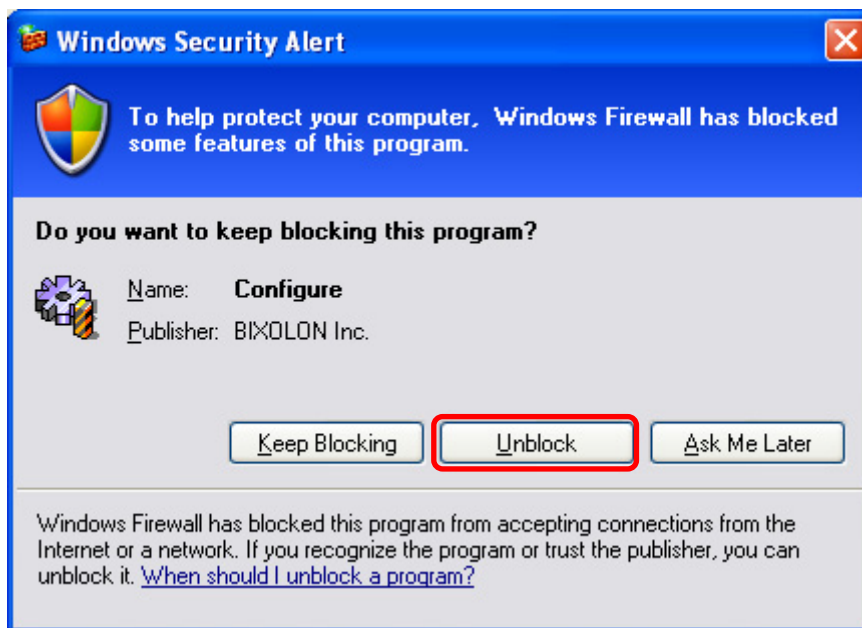 Windows Security Alert
To help protect your computer, Windows Firewall has blocked
some features of this program.
Do you want to keep blocking this program?
Name: Configure
Publisher: BIXOLON Inc.
Keep Blocking Unblock Ask Me Later
Windows Firewall has blocked this program from accepting connections from the
Internet or a network. If you recognize the program or trust the publisher, you can
unblock it. When should I unblock a program?